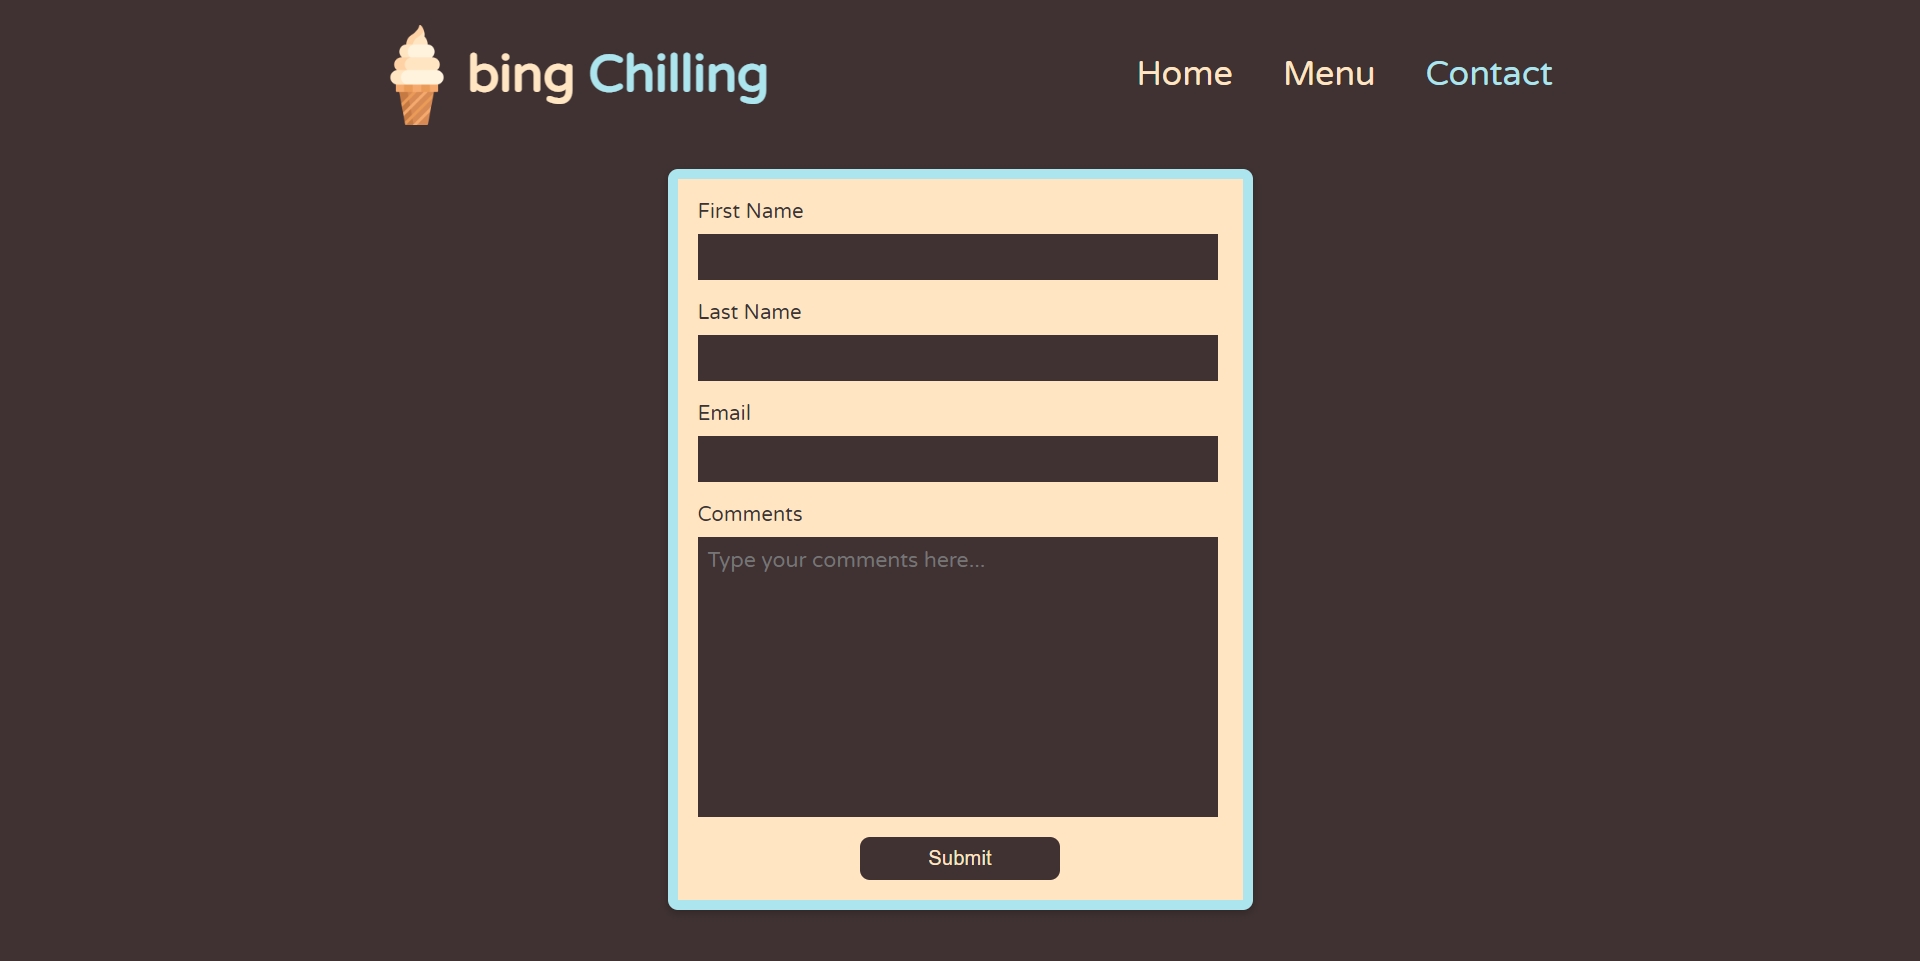 bing Chilling
Home Menu Contact
First Name
Last Name
Email
Comments
Type your comments here...
Submit